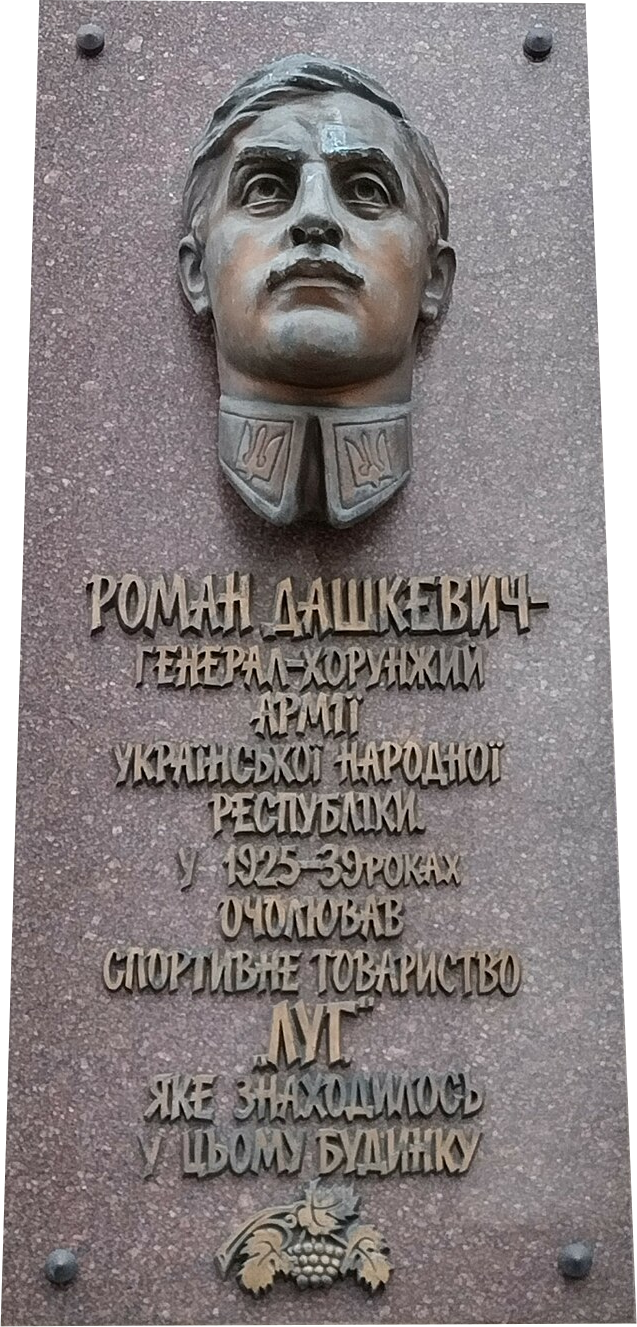 РОМАН ДАШКЕВИЧ-
ГЕНЕРАЛ-ХОРУНЖИЙ
АРМІЇ
УКРАЇНСЬКОЇ НАРОДНОЇ
РЕСПУБЛІКИ.
У 1925-39 РОКАХ
ОЧОЛЮВАВ
СПОРТИВНЕ ТОВАРИСТВО
„ЛУГ"
ЯКЕ ЗНАХОДИЛОСЬ
У ЦЬОМУ БУДИНКУ